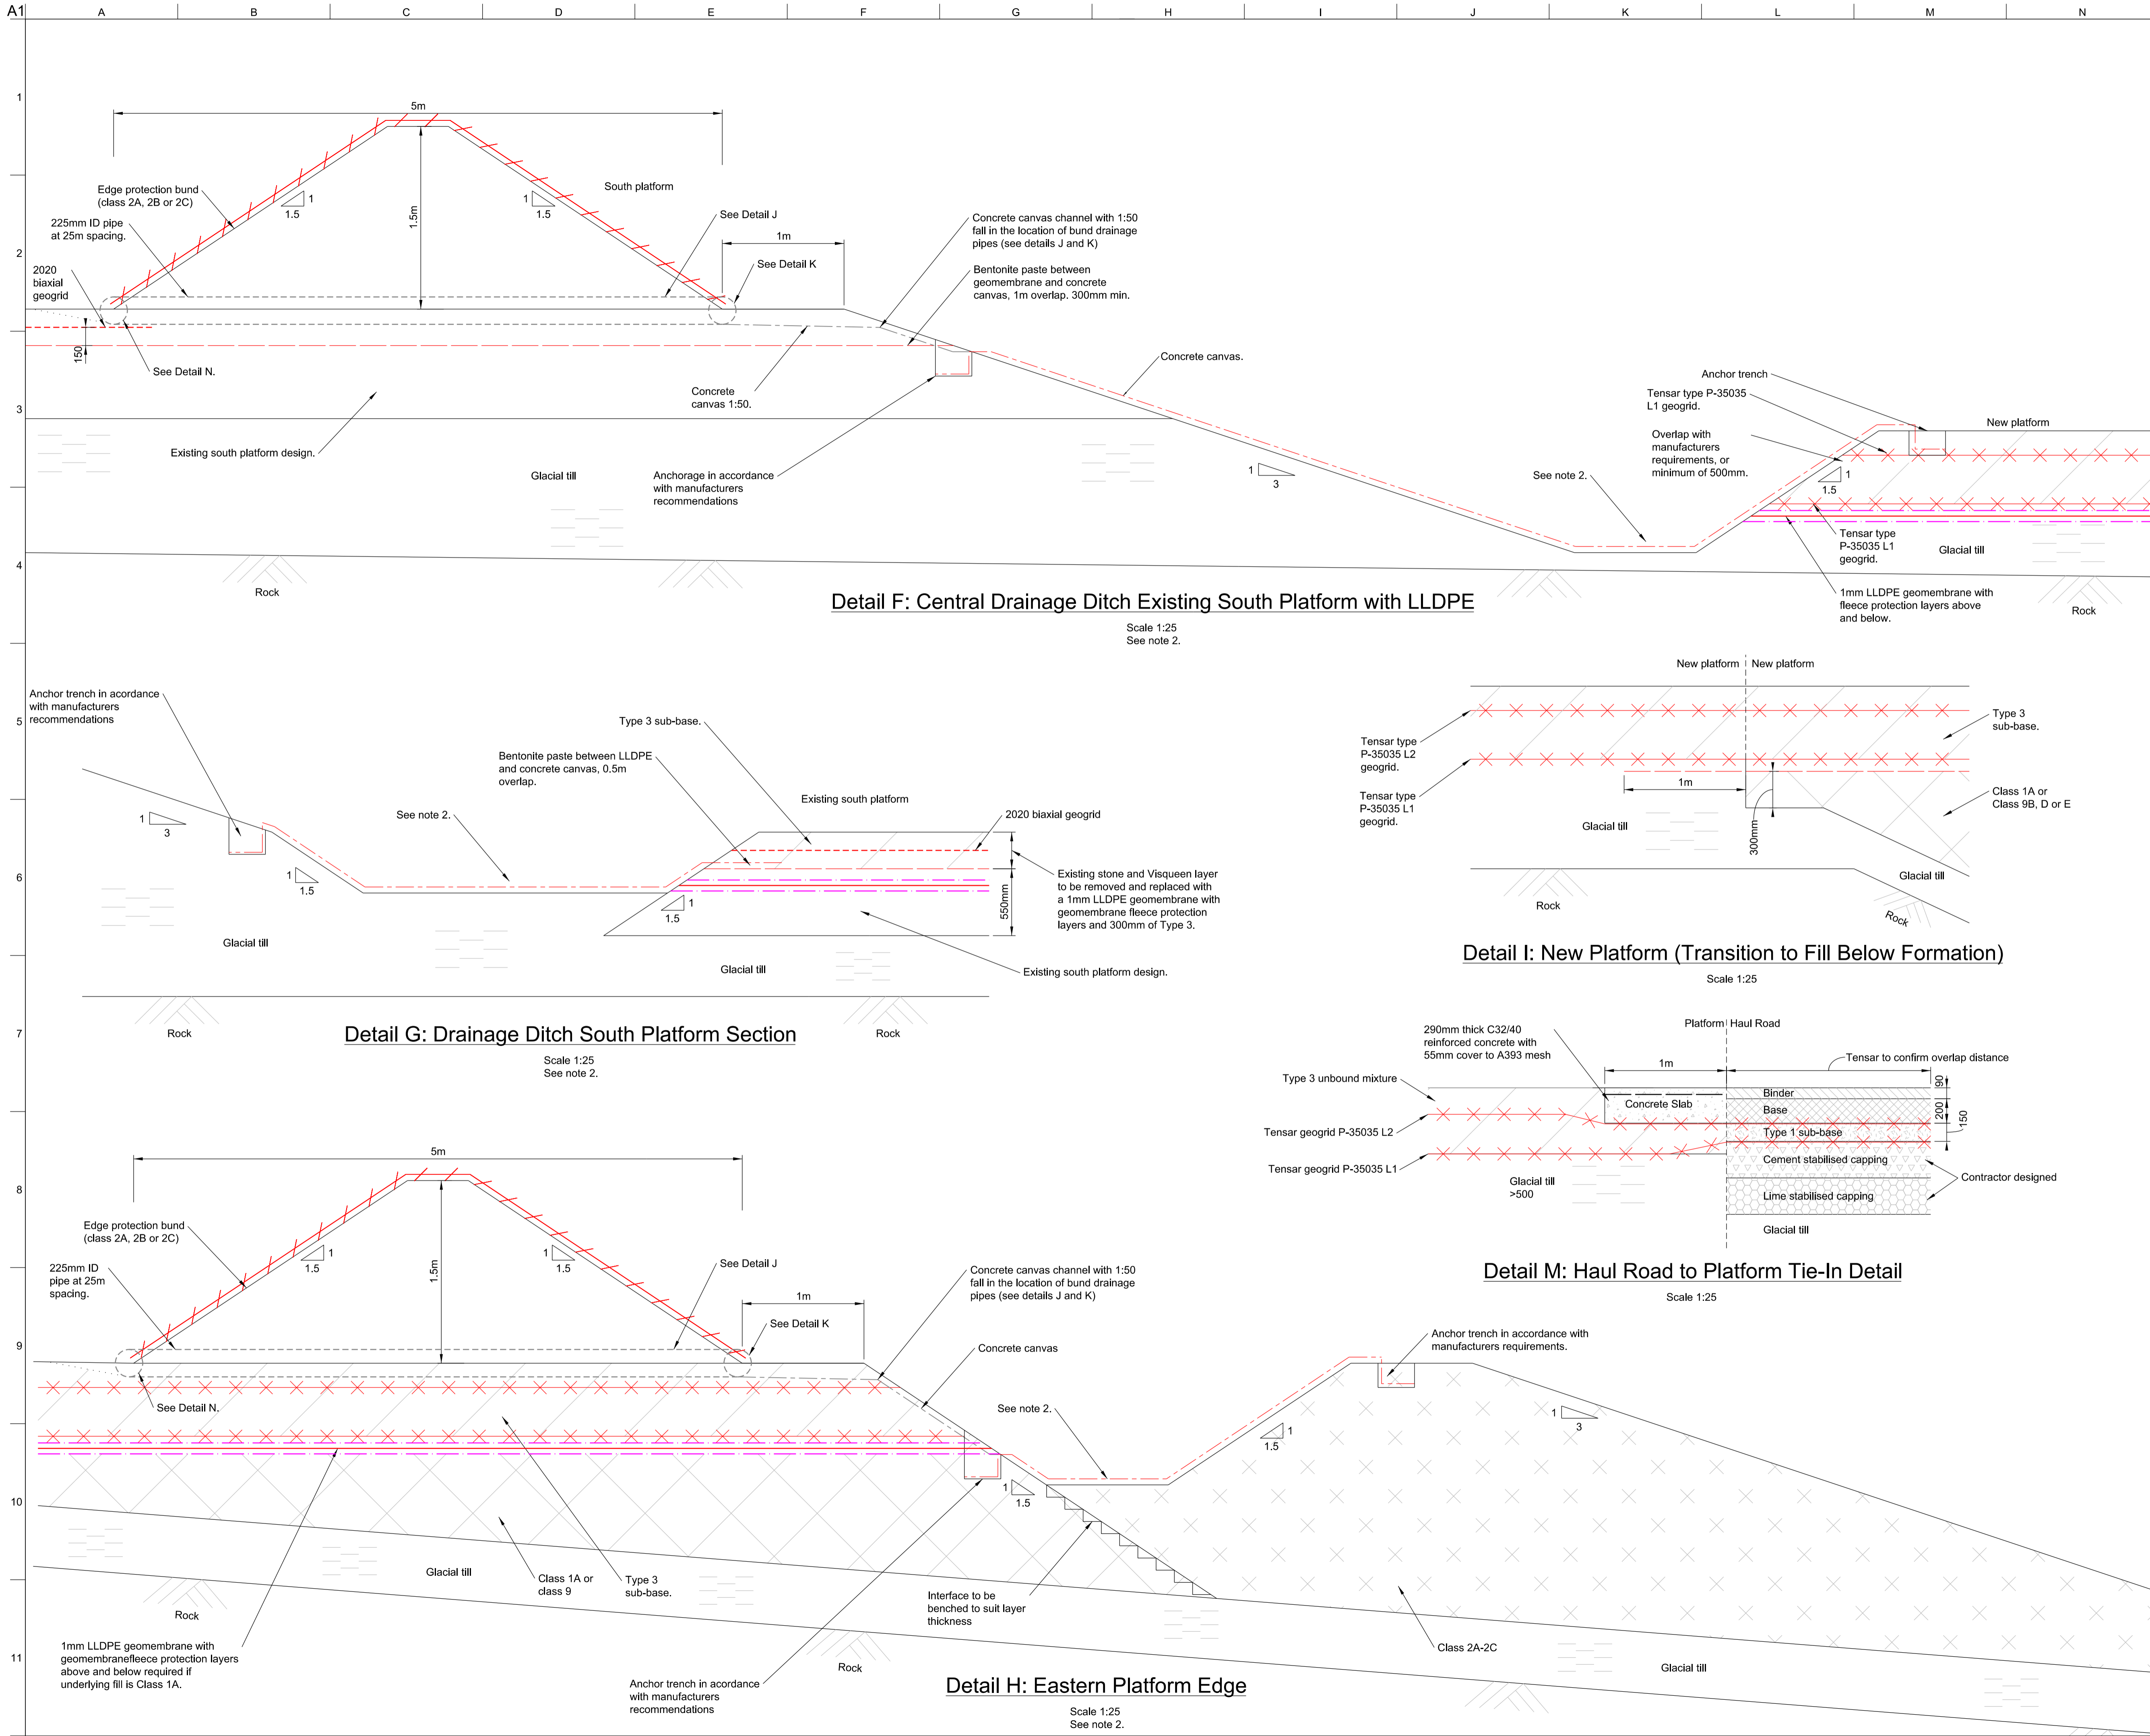 A1
A B C D E F G H I J K L M N
1
2
3
4
5
6
7
8
9
10
11
5m
1.5m
Edge protection bund
(class 2A, 2B or 2C)
225mm ID pipe
at 25m spacing.
2020
biaxial
geogrid
150
See Detail N.
1
1.5
1
1.5
South platform
See Detail J
1m
See Detail K
Concrete canvas channel with 1:50
fall in the location of bund drainage
pipes (see details J and K)
Bentonite paste between
geomembrane and concrete
canvas, 1m overlap. 300mm min.
Concrete canvas.
Concrete
canvas 1:50.
Existing south platform design.
Glacial till
Anchorage in accordance
with manufacturers
recommendations
1
3
See note 2.
Anchor trench
Tensar type P-35035
L1 geogrid.
Overlap with
manufacturers
requirements, or
minimum of 500mm.
New platform
1
1.5
Tensar type
P-35035 L1
geogrid.
Glacial till
1mm LLDPE geomembrane with
fleece protection layers above
and below.
Rock
Rock
Detail F: Central Drainage Ditch Existing South Platform with LLDPE
Scale 1:25
See note 2.
Anchor trench in acordance
with manufacturers
recommendations
1
3
1
1.5
See note 2.
Bentonite paste between LLDPE
and concrete canvas, 0.5m
overlap.
Type 3 sub-base.
Existing south platform
2020 biaxial geogrid
Existing stone and Visqueen layer
to be removed and replaced with
a 1mm LLDPE geomembrane with
geomembrane fleece protection
layers and 300mm of Type 3.
550mm
1
1.5
Existing south platform design.
Glacial till
Glacial till
Rock
Rock
Detail G: Drainage Ditch South Platform Section
Scale 1:25
See note 2.
New platform
New platform
Tensar type
P-35035 L2
geogrid.
Tensar type
P-35035 L1
geogrid.
1m
300mm
Type 3
sub-base.
Class 1A or
Class 9B, D or E
Glacial till
Glacial till
Rock
Rock
Detail I: New Platform (Transition to Fill Below Formation)
Scale 1:25
290mm thick C32/40
reinforced concrete with
55mm cover to A393 mesh
Platform
Haul Road
1m
Tensar to confirm overlap distance
Type 3 unbound mixture
Tensar geogrid P-35035 L2
Tensar geogrid P-35035 L1
Concrete Slab
Binder
Base
Type 1 sub-base
Cement stabilised capping
Lime stabilised capping
Glacial till
90
200
150
Contractor designed
Glacial till
>500
Detail M: Haul Road to Platform Tie-In Detail
Scale 1:25
5m
1.5m
Edge protection bund
(class 2A, 2B or 2C)
225mm ID
pipe at 25m
spacing.
1
1.5
1
1.5
See Detail J
1m
See Detail K
Concrete canvas channel with 1:50
fall in the location of bund drainage
pipes (see details J and K)
Concrete canvas
See note 2.
Anchor trench in accordance with
manufacturers requirements.
See Detail N.
1
1.5
1
1.5
1
3
Glacial till
Class 1A or
class 9
Type 3
sub-base.
Interface to be
benched to suit layer
thickness
Class 2A-2C
Glacial till
Rock
Rock
1mm LLDPE geomembrane with
geomembranefleece protection layers
above and below required if
underlying fill is Class 1A.
Anchor trench in acordance
with manufacturers
recommendations
Detail H: Eastern Platform Edge
Scale 1:25
See note 2.